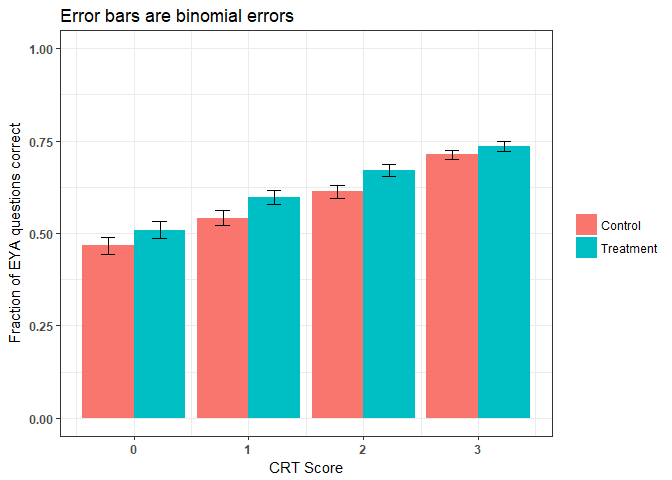 Error bars are binomial errors
1.00
0.75
0.50
0.25
0.00
Fraction of EYA questions correct
0 1 2 3
CRT Score
Control
Treatment